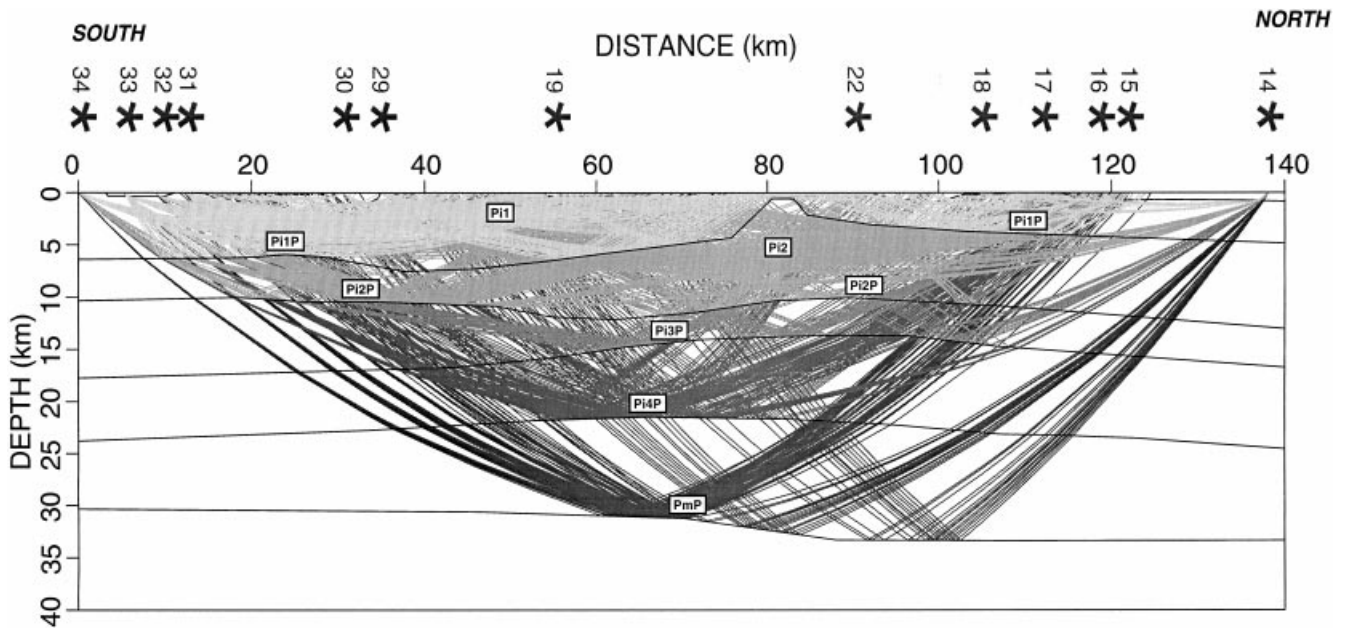 SOUTH
NORTH
DISTANCE (km)
34 33 32 31 30 29 19 22 18 17 16 15 14
0 20 40 60 80 100 120 140
0
5
10
15
20
25
30
35
40
DEPTH (km)
Pi1
Pi1P
Pi1P
Pi2
Pi2P
Pi2P
Pi3P
Pi4P
PmP